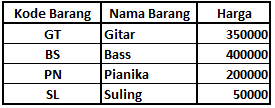 Kode Barang Nama Barang Harga
GT Gitar 350000
BS Bass 400000
PN Pianika 200000
SL Suling 50000